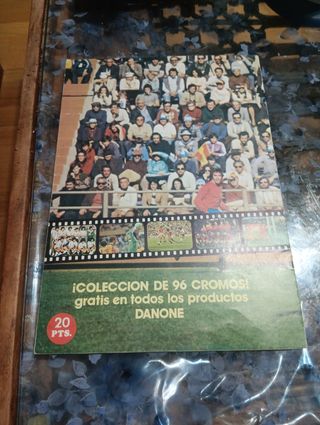 ¡COLECCION DE 96 CROMOS!
gratis en todos los productos
DANONE
20
PTS.